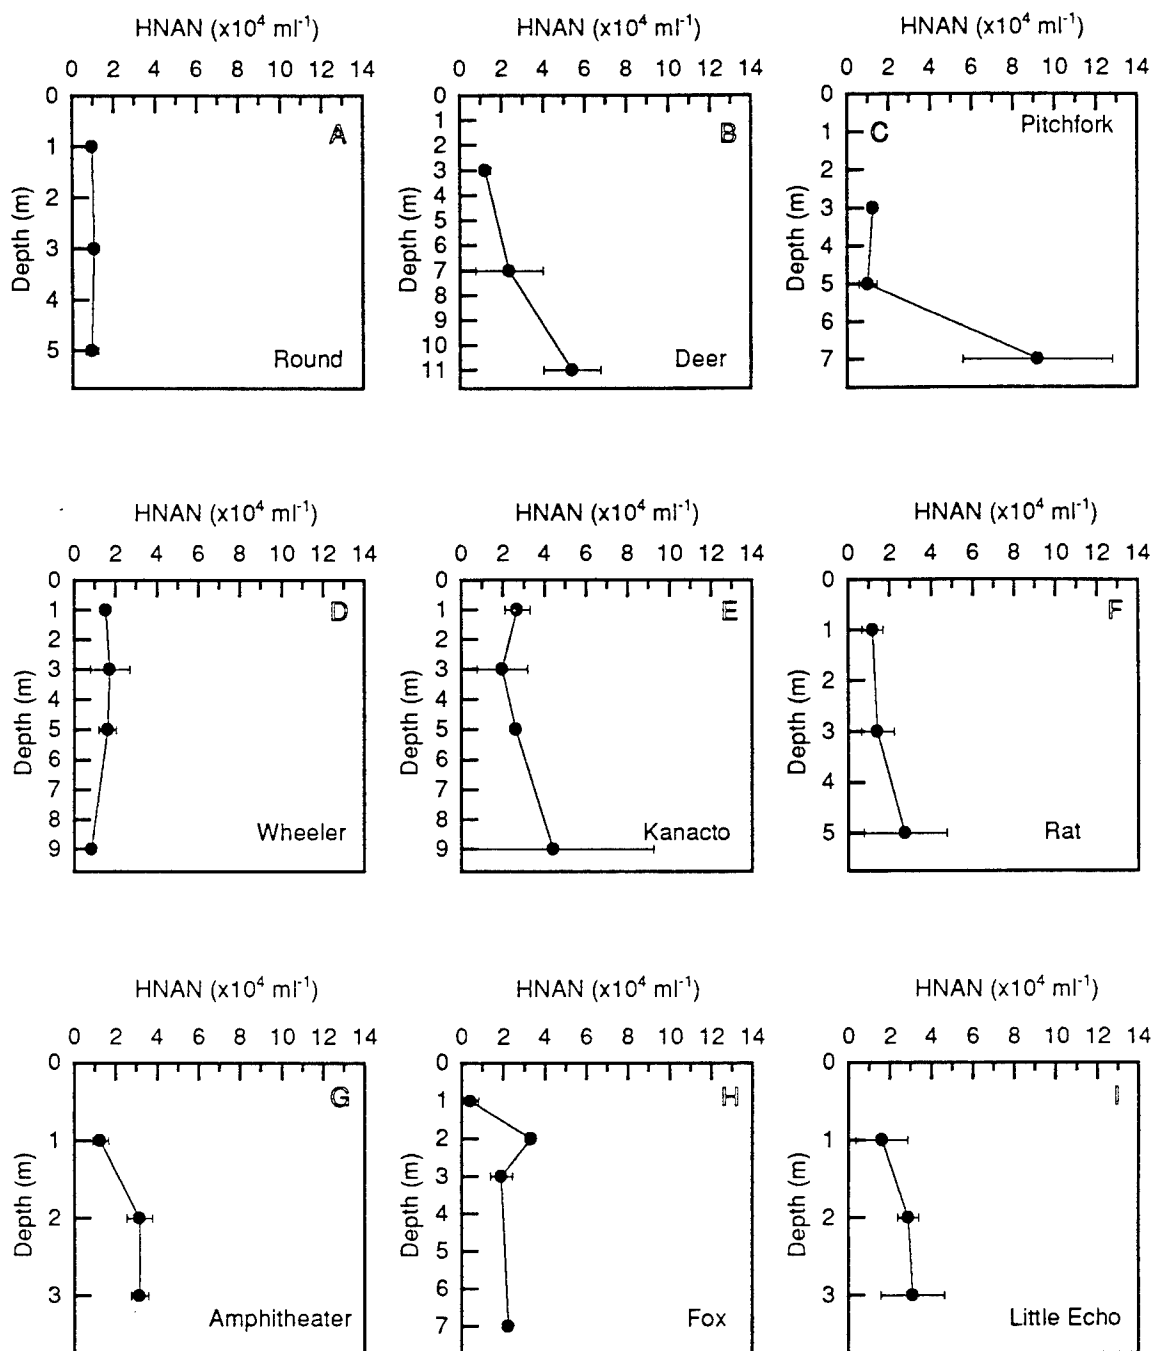 HNAN (x10⁴ ml⁻¹) HNAN (x10⁴ ml⁻¹) HNAN (x10⁴ ml⁻¹)
0 2 4 6 8 10 12 14 0 2 4 6 8 10 12 14 0 2 4 6 8 10 12 14
Depth (m)
0
1
2
3
4
5
A
Round
Depth (m)
0
1
2
3
4
5
6
7
8
9
10
11
B
Deer
Depth (m)
0
1
2
3
4
5
6
7
C
Pitchfork
HNAN (x10⁴ ml⁻¹) HNAN (x10⁴ ml⁻¹) HNAN (x10⁴ ml⁻¹)
0 2 4 6 8 10 12 14 0 2 4 6 8 10 12 14 0 2 4 6 8 10 12 14
Depth (m)
0
1
2
3
4
5
6
7
8
9
D
Wheeler
Depth (m)
0
1
2
3
4
5
6
7
8
9
E
Kanacto
Depth (m)
0
1
2
3
4
5
F
Rat
HNAN (x10⁴ ml⁻¹) HNAN (x10⁴ ml⁻¹) HNAN (x10⁴ ml⁻¹)
0 2 4 6 8 10 12 14 0 2 4 6 8 10 12 14 0 2 4 6 8 10 12 14
Depth (m)
0
1
2
3
G
Amphitheater
Depth (m)
0
1
2
3
4
5
6
7
H
Fox
Depth (m)
0
1
2
3
I
Little Echo